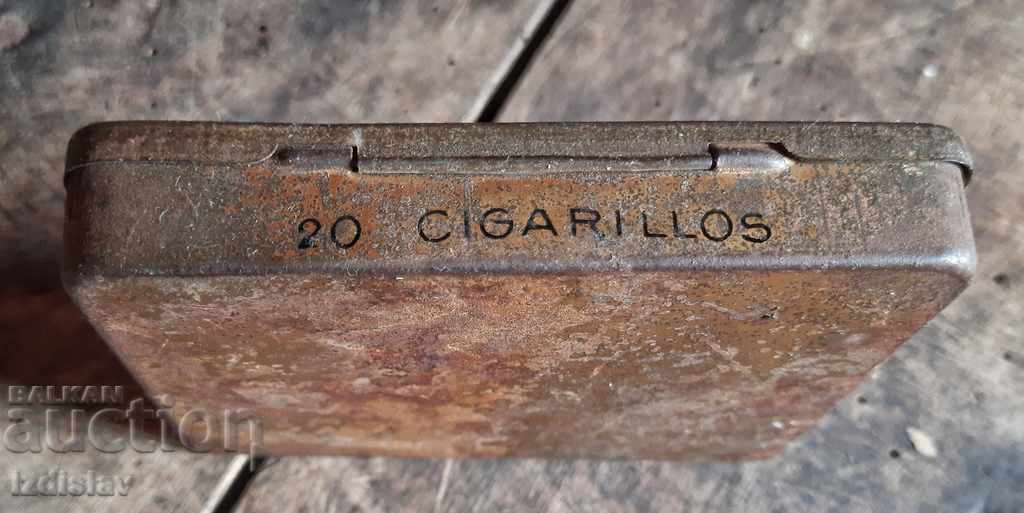 20 CIGARILLOS
BALKAN
auction
izdislav